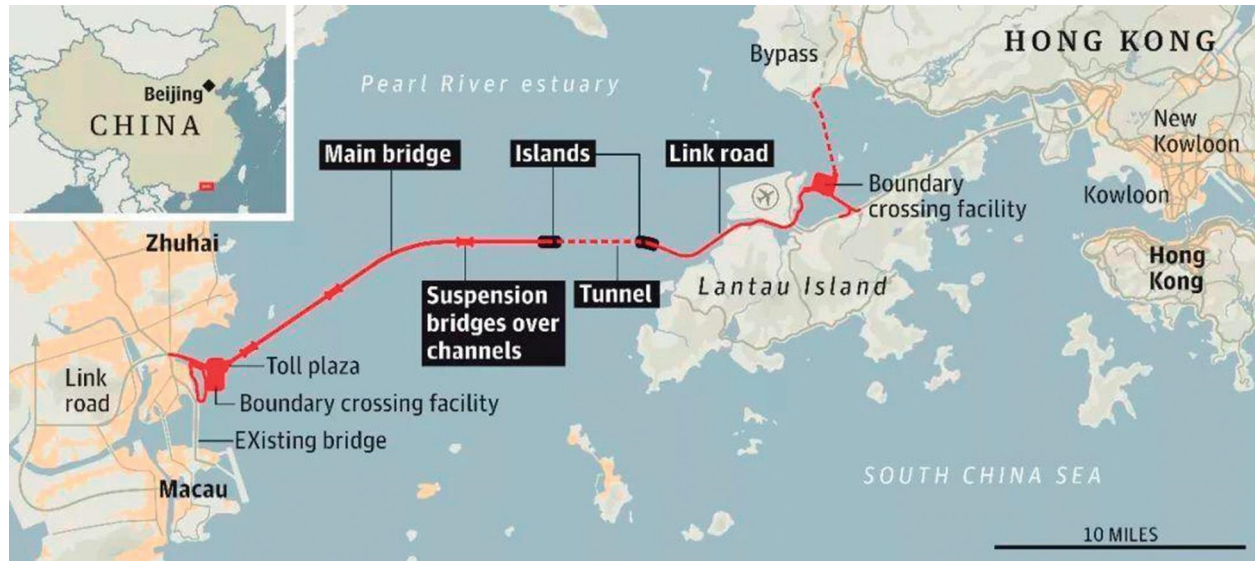 Beijing
CHINA
Pearl River estuary
Bypass
HONG KONG
New
Kowloon
Kowloon
Main bridge
Islands
Link road
Boundary
crossing facility
Zhuhai
Hong
Kong
Suspension
bridges over
channels
Tunnel
Lantau Island
Toll plaza
Link
road
Boundary crossing facility
EXisting bridge
Macau
SOUTH CHINA SEA
10 MILES